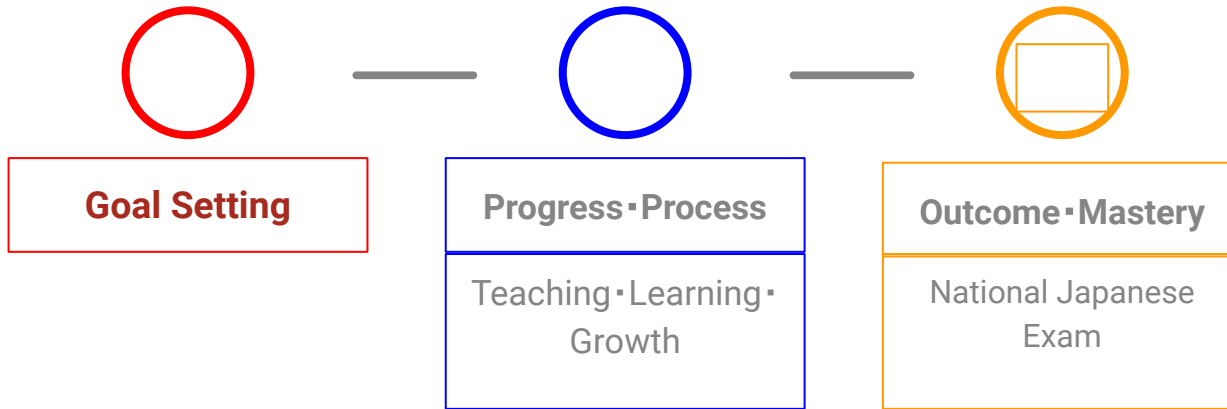 Goal Setting
Progress・Process
Teaching・Learning・
Growth
Outcome・Mastery
National Japanese
Exam